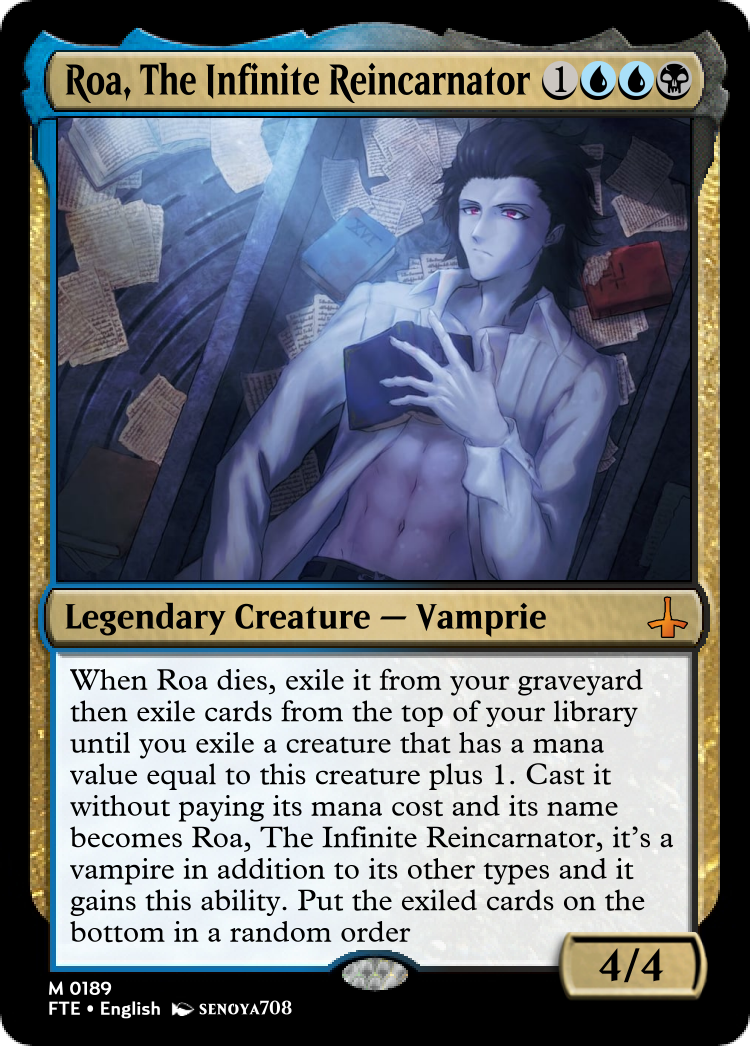 Roa, The Infinite Reincarnator 1
XII
Legendary Creature — Vamprie
When Roa dies, exile it from your graveyard
then exile cards from the top of your library
until you exile a creature that has a mana
value equal to this creature plus 1. Cast it
without paying its mana cost and its name
becomes Roa, The Infinite Reincarnator, it's a
vampire in addition to its other types and it
gains this ability. Put the exiled cards on the
bottom in a random order
4/4
M 0189
FTE • English SENOYA708